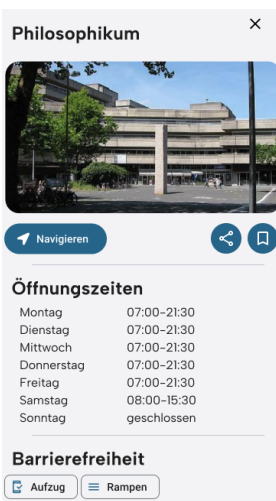 Philosophikum
Navigieren
Öffnungszeiten
Montag 07:00-21:30
Dienstag 07:00-21:30
Mittwoch 07:00-21:30
Donnerstag 07:00-21:30
Freitag 07:00-21:30
Samstag 08:00-15:30
Sonntag geschlossen
Barrierefreiheit
Aufzug Rampen